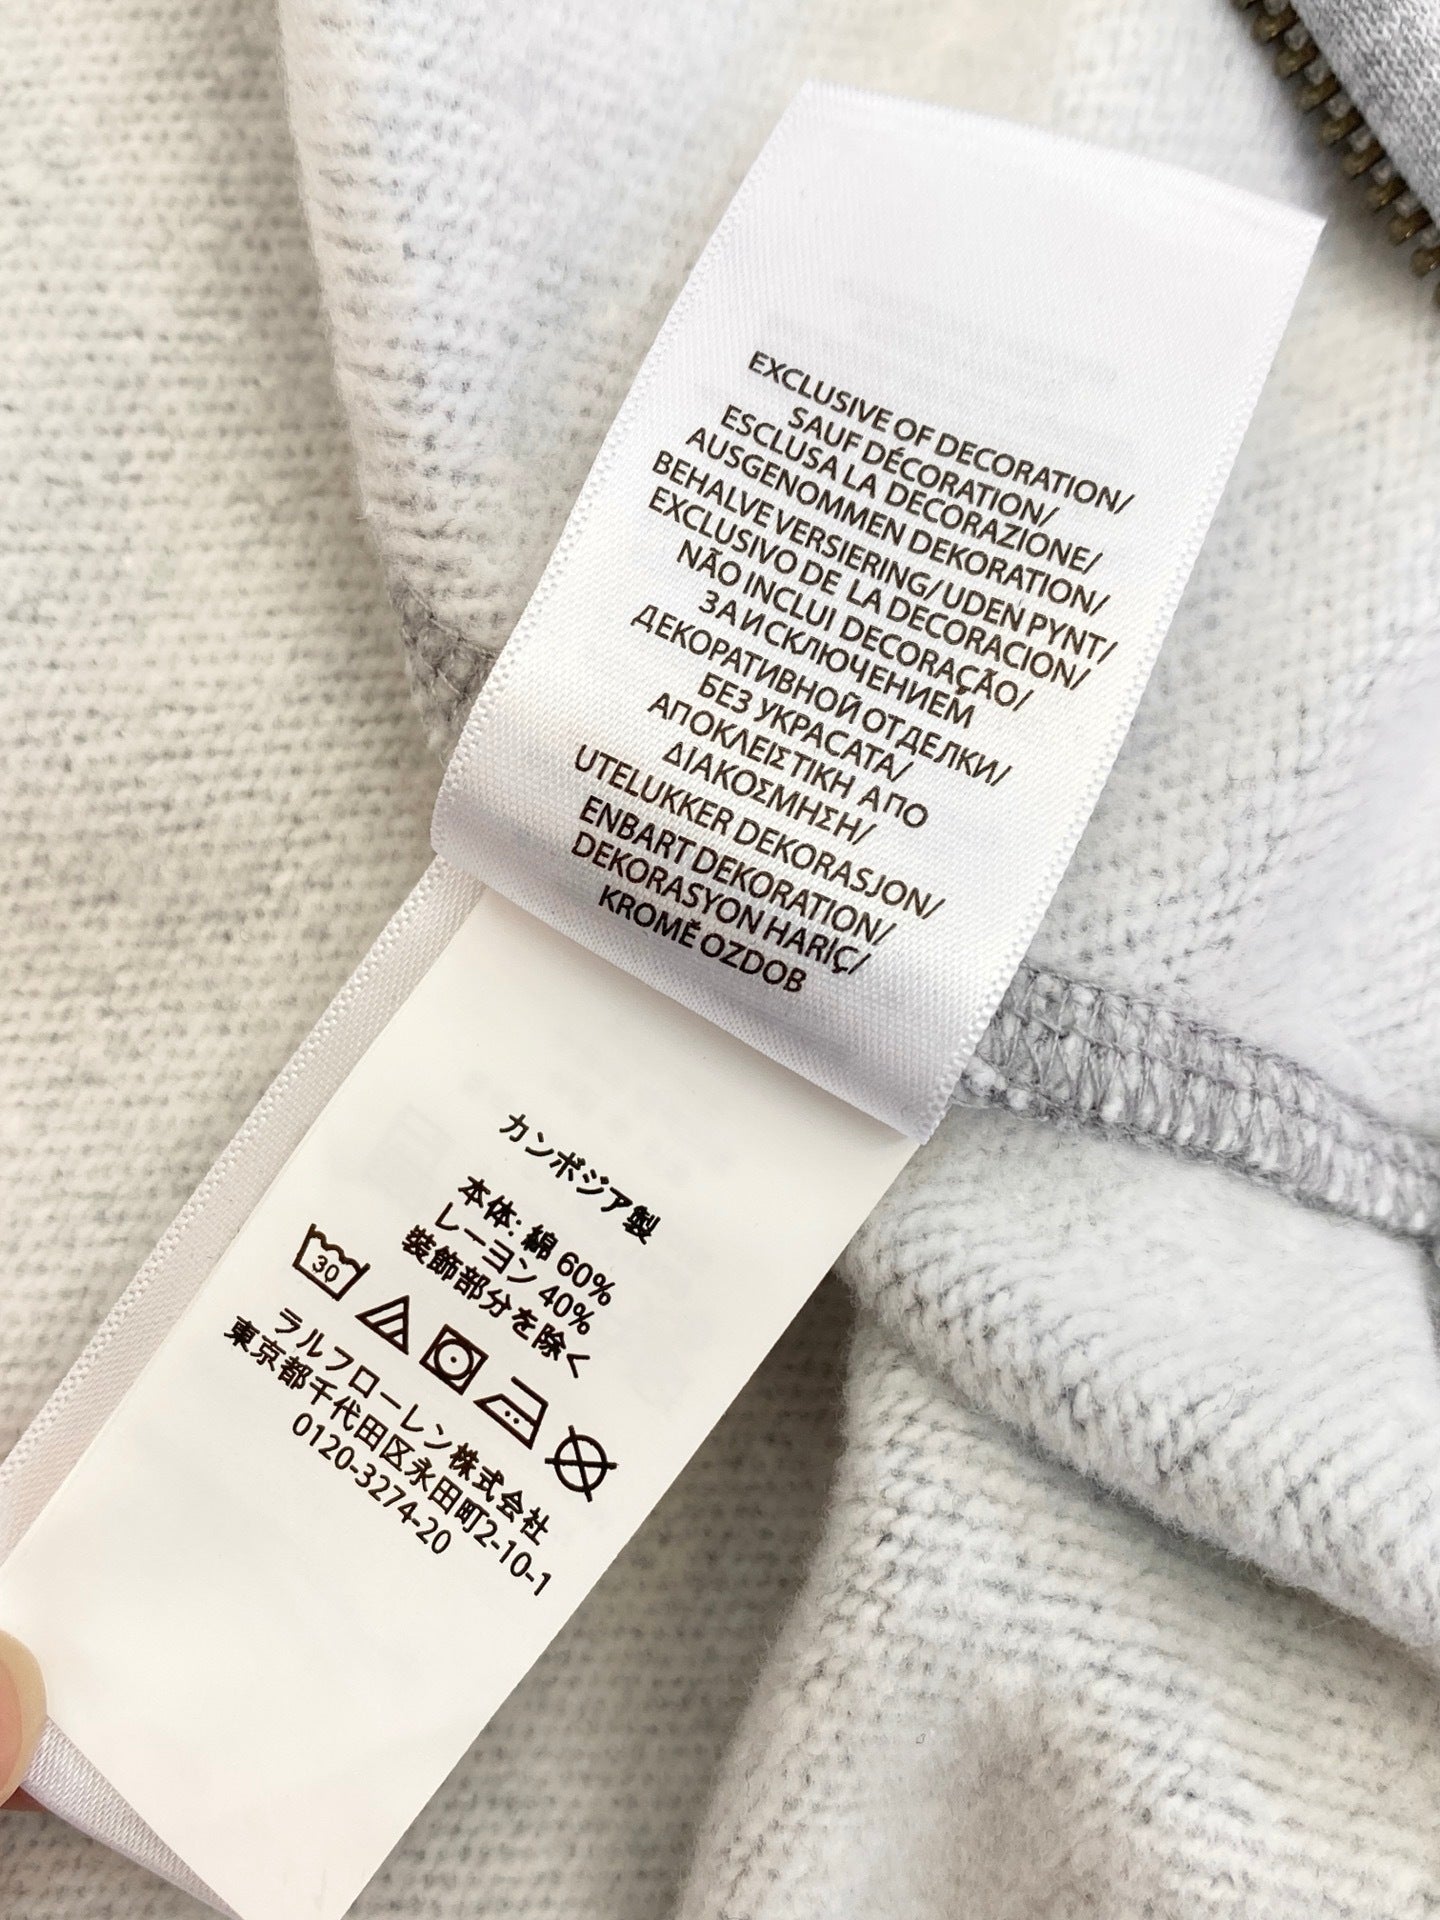 EXCLUSIVE OF DECORATION/
SAUF DÉCORATION/
ESCLUSA LA DECORAZIONE/
AUSGENOMMEN DEKORATION/
BEHALVE VERSIERING/UDEN PYNT/
EXCLUSIVO DE LA DECORACION/
NÃO INCLUI DECORAÇÃO/
ЗА ИСКЛЮЧЕНИЕМ
ДЕКОРАТИВНОЙ ОТДЕЛКИ/
БЕЗ УКРАСАТА/
ΑΠΟΚΛΕΙΣΤΙΚΗ ΑΠΟ
ΔΙΑΚΟΣΜΗΣΗ/
UTELUKKER DEKORASJON/
ENBART DEKORATION/
DEKORASYON HARİÇ/
KROMĚ OZDOB
カンボジア製
本体: 綿 60%
レーヨン 40%
装飾部分を除く
30
ラルフローレン株式会社
東京都千代田区永田町2-10-1
0120-3274-20